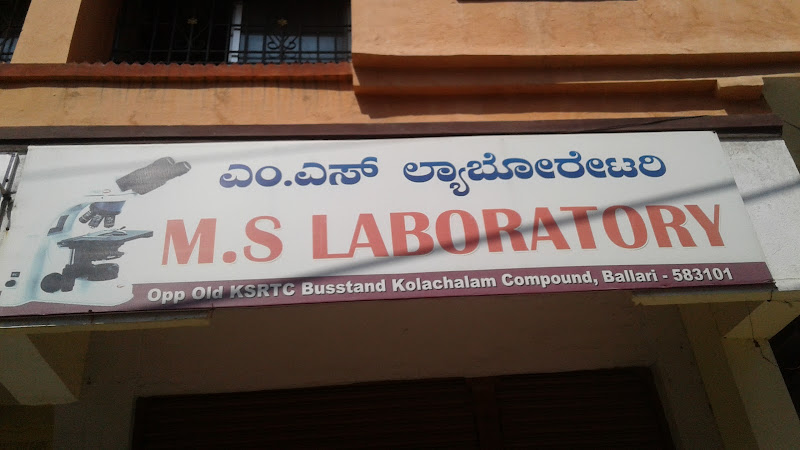 ಎಂ.ಎಸ್ ಲ್ಯಾಬೋರೇಟರಿ
M.S LABORATORY
Opp Old KSRTC Busstand Kolachalam Compound, Ballari - 583101